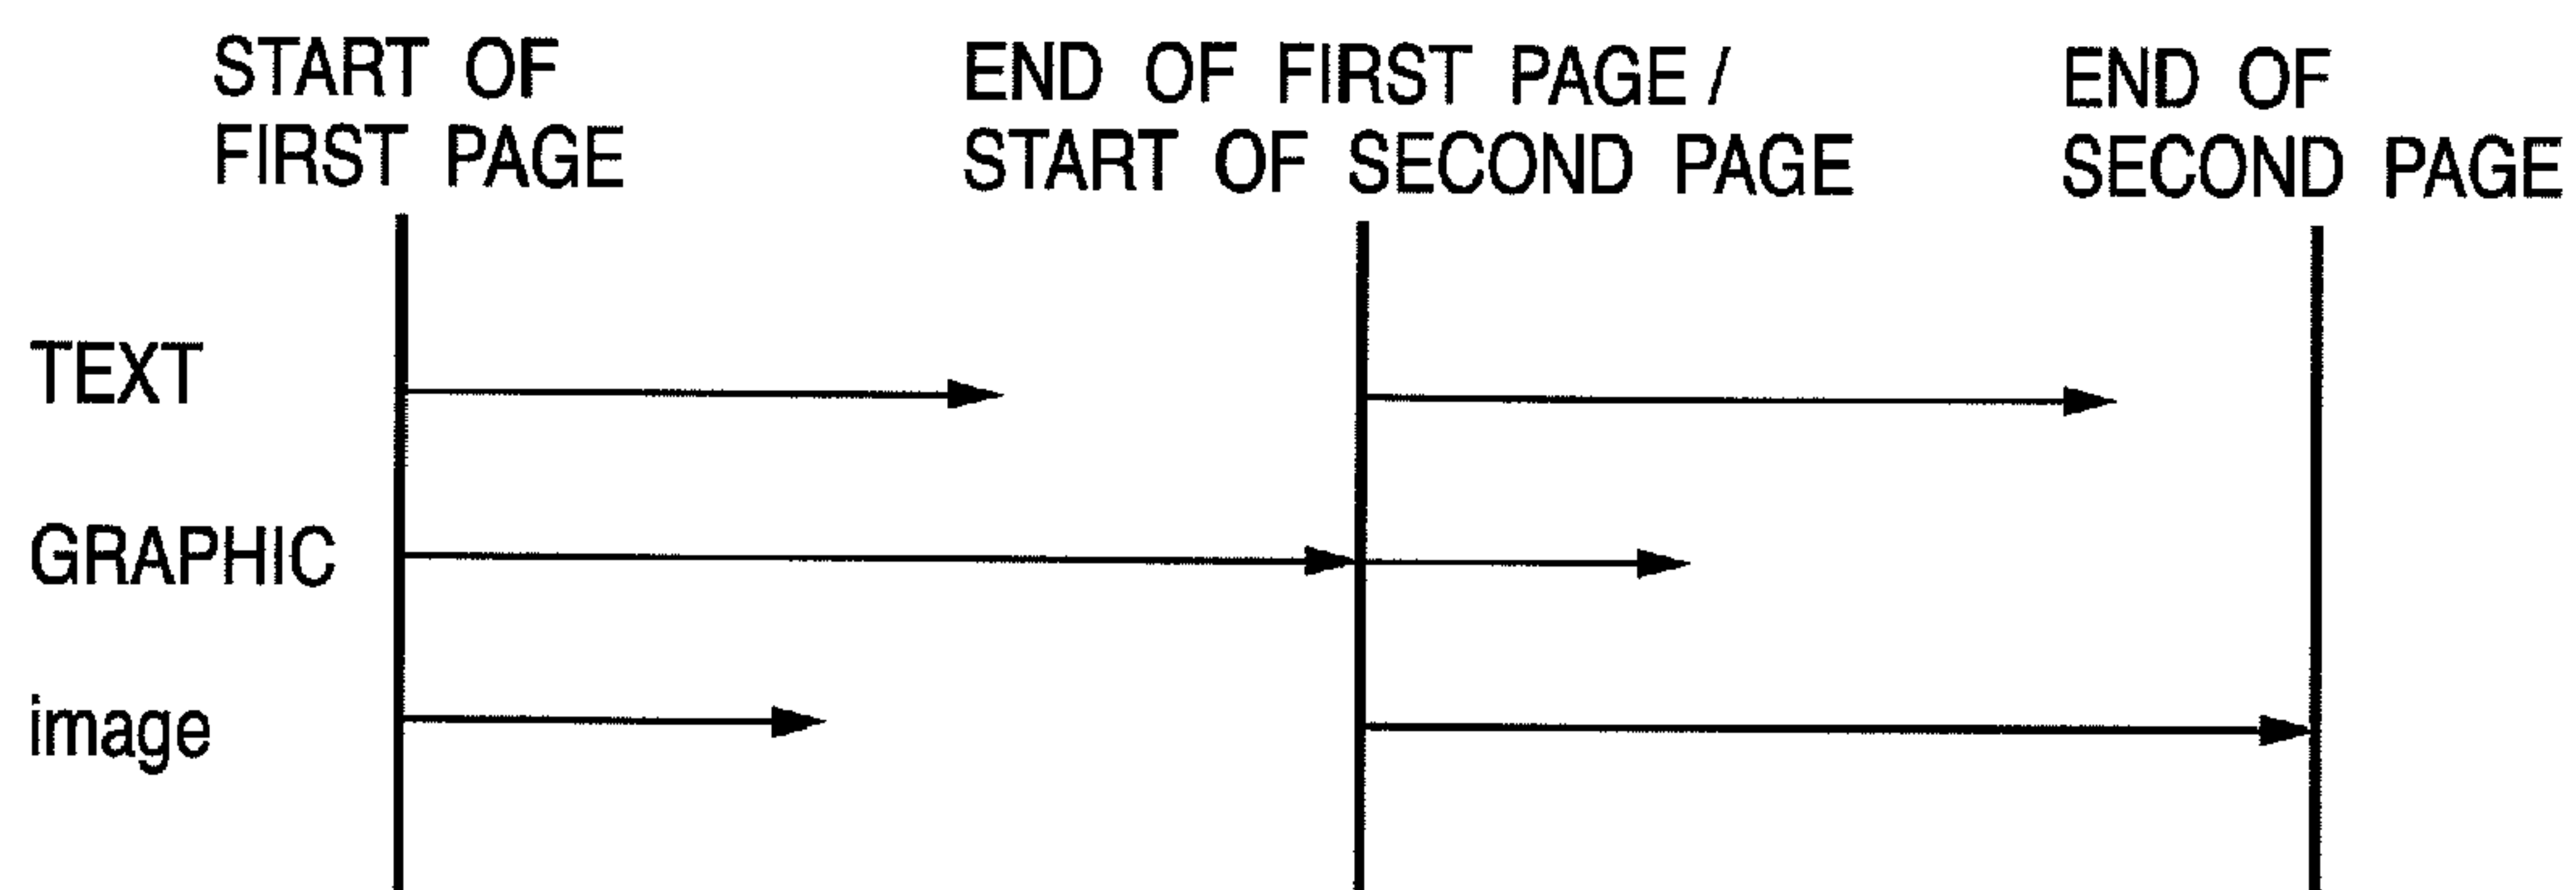 START OF
FIRST PAGE
END OF FIRST PAGE /
START OF SECOND PAGE
END OF
SECOND PAGE
TEXT
GRAPHIC
image